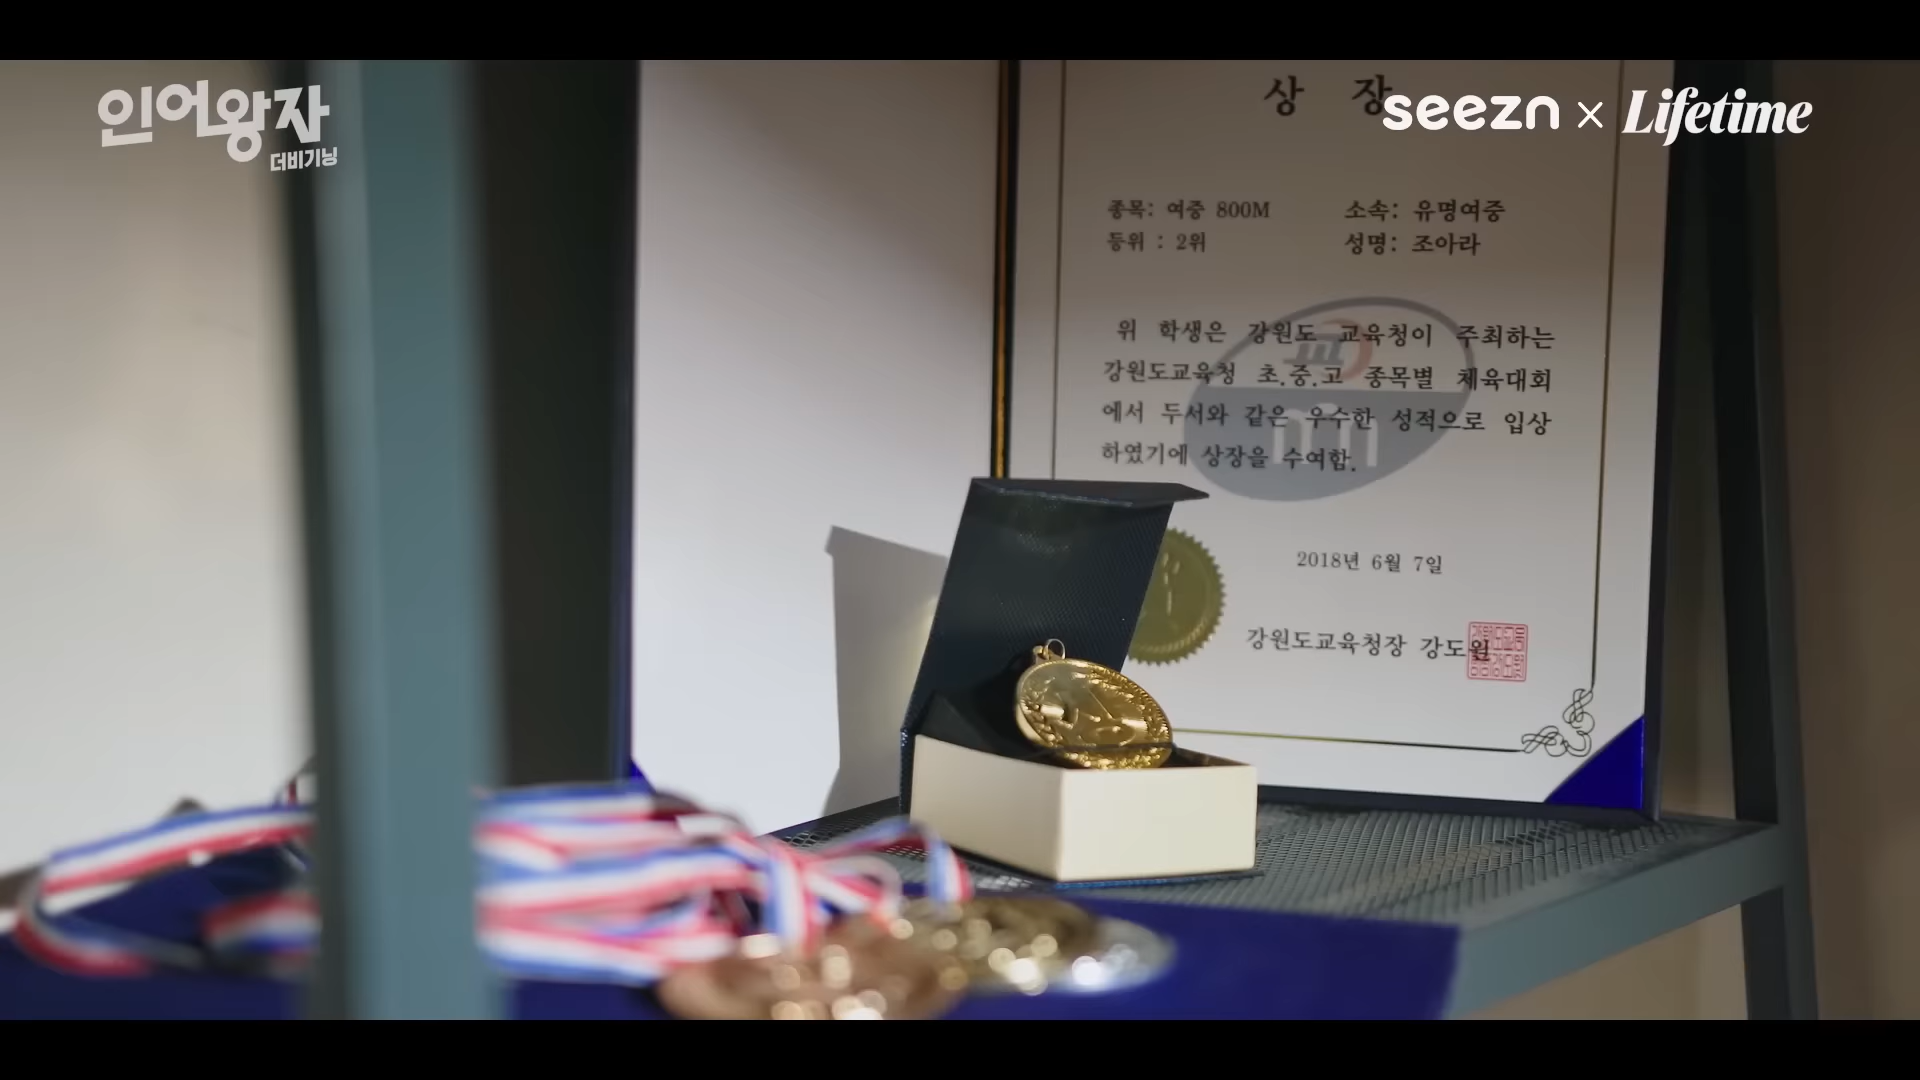 인어왕자
더비기닝
seezn × Lifetime
상 장
종목: 여중 800M 소속: 유명여중
등위 : 2위 성명: 조아라
위 학생은 강원도 교육청이 주최하는
강원도교육청 초.중.고 종목별 체육대회
에서 두서와 같은 우수한 성적으로 입상
하였기에 상장을 수여함.
2018년 6월 7일
강원도교육청장 강도원